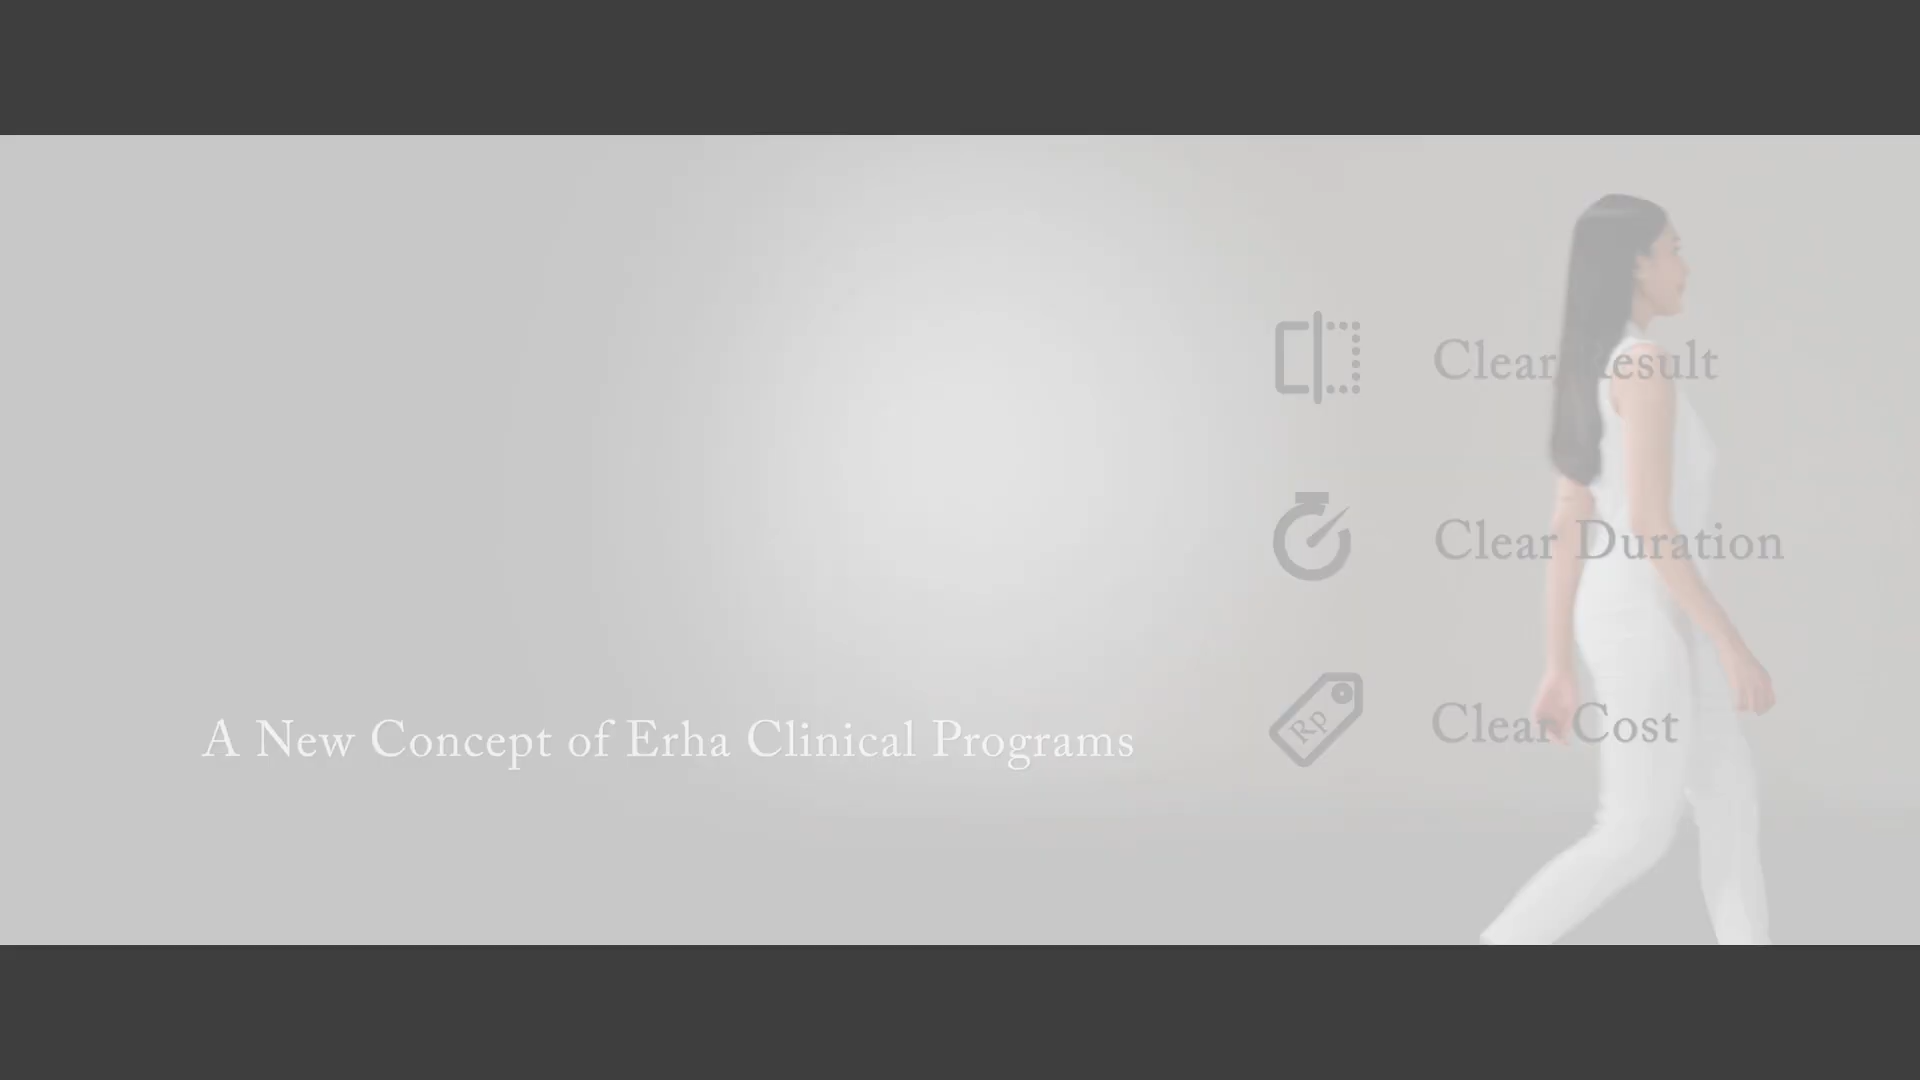 Clear Result
Clear Duration
Rp
Clear Cost
A New Concept of Erha Clinical Programs